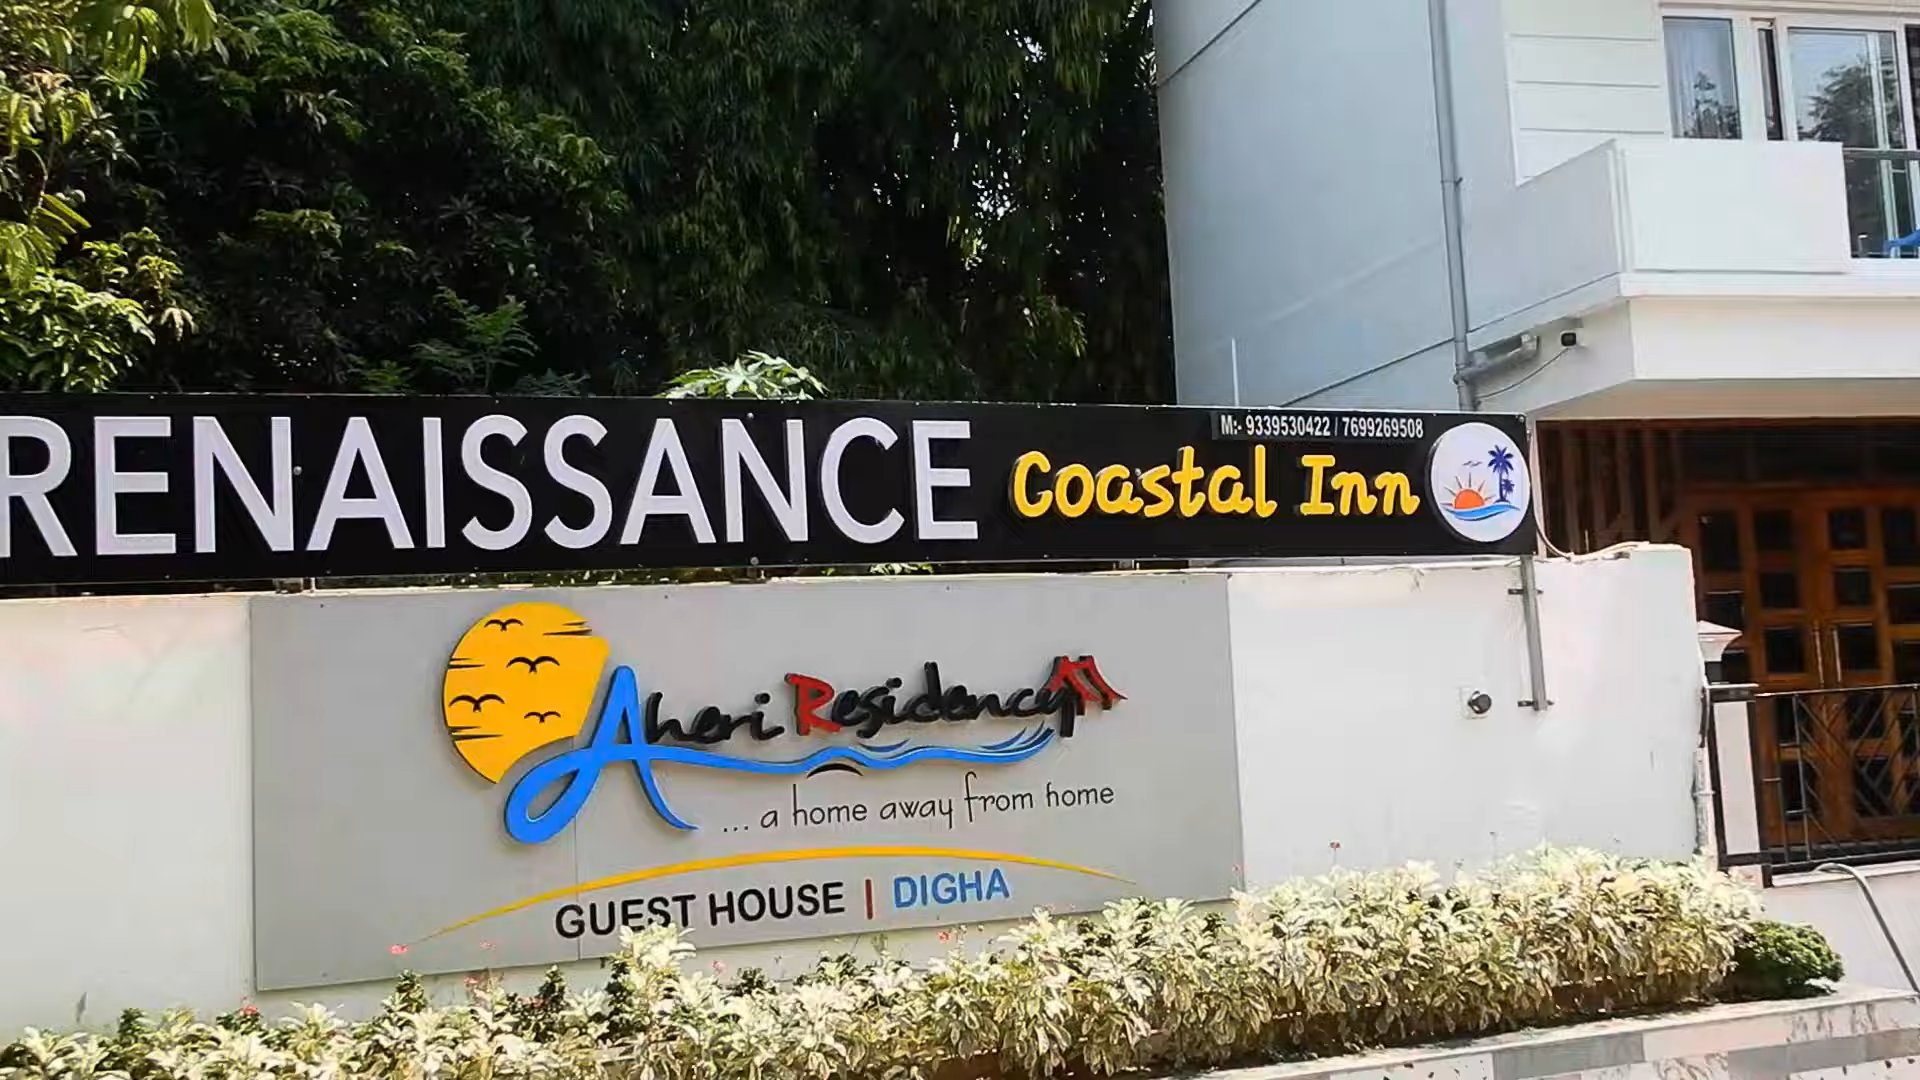 M:- 9339530422 / 7699269508
RENAISSANCE Coastal Inn
Aheri Residency
... a home away from home
GUEST HOUSE | DIGHA